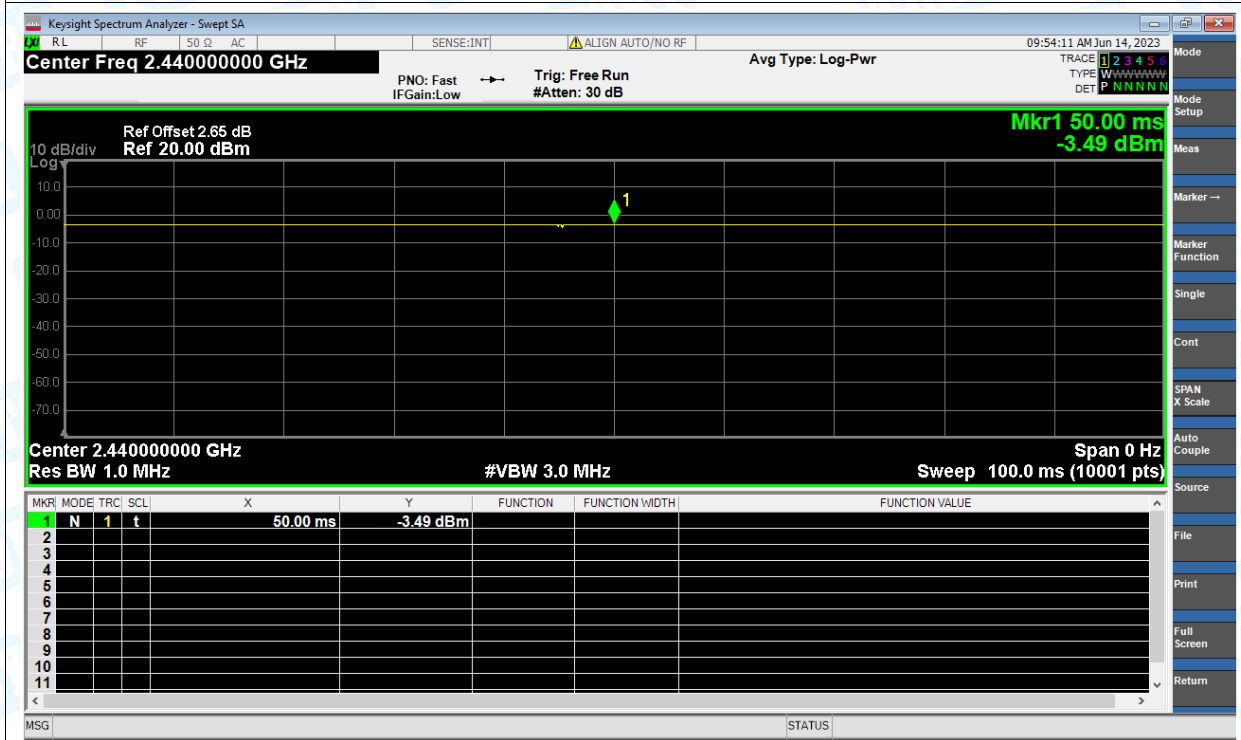 Keysight Spectrum Analyzer - Swept SA
LXI RL RF 50 Ω AC SENSE:INT ALIGN AUTO/NO RF 09:54:11 AM Jun 14, 2023
Center Freq 2.440000000 GHz
PNO: Fast
IFGain:Low
Trig: Free Run
#Atten: 30 dB
Avg Type: Log-Pwr
TRACE 1 2 3 4 5 6
TYPE WWWWWW
DET P N N N N N
Ref Offset 2.65 dB
10 dB/div Ref 20.00 dBm
Log
Mkr1 50.00 ms
-3.49 dBm
10.0
0.00
-10.0
-20.0
-30.0
-40.0
-50.0
-60.0
-70.0
1
Center 2.440000000 GHz Span 0 Hz
Res BW 1.0 MHz #VBW 3.0 MHz Sweep 100.0 ms (10001 pts)
MKR MODE TRC SCL X Y FUNCTION FUNCTION WIDTH FUNCTION VALUE
1 N 1 t 50.00 ms -3.49 dBm
2
3
4
5
6
7
8
9
10
11
MSG STATUS
Mode
Mode
Setup
Meas
Marker →
Marker
Function
Single
Cont
SPAN
X Scale
Auto
Couple
Source
File
Print
Full
Screen
Return